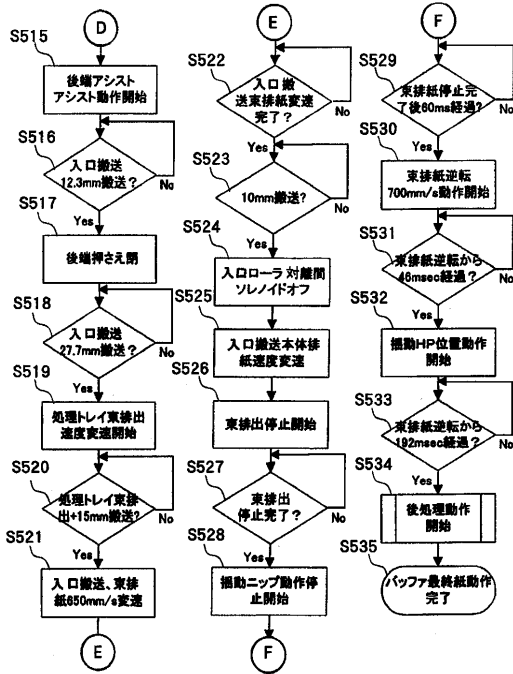 D
S515
後端アシスト
アシスト動作開始
S516
入口搬送
12.3mm搬送?
No
Yes
S517
後端押さえ閉
S518
入口搬送
27.7mm搬送?
No
Yes
S519
処理トレイ束排出
速度変速開始
S520
処理トレイ束排
出+15mm搬送?
No
Yes
S521
入口搬送、束排
紙650mm/s変速
E
E
S522
入口搬
送束排紙変速
完了?
No
Yes
S523
10mm搬送?
No
Yes
S524
入口ローラ対離間
ソレノイドオフ
S525
入口搬送本体排
紙速度変速
S526
束排出停止開始
S527
束排出
停止完了?
No
Yes
S528
揺動ニップ動作停
止開始
F
F
S529
束排紙停止完
了後60ms経過?
No
Yes
S530
束排紙逆転
700mm/s動作開始
S531
束排紙逆転から
46msec経過?
No
Yes
S532
揺動HP位置動作
開始
S533
束排紙逆転から
192msec経過?
No
Yes
S534
後処理動作
開始
S535
バッファ最終紙動作
完了